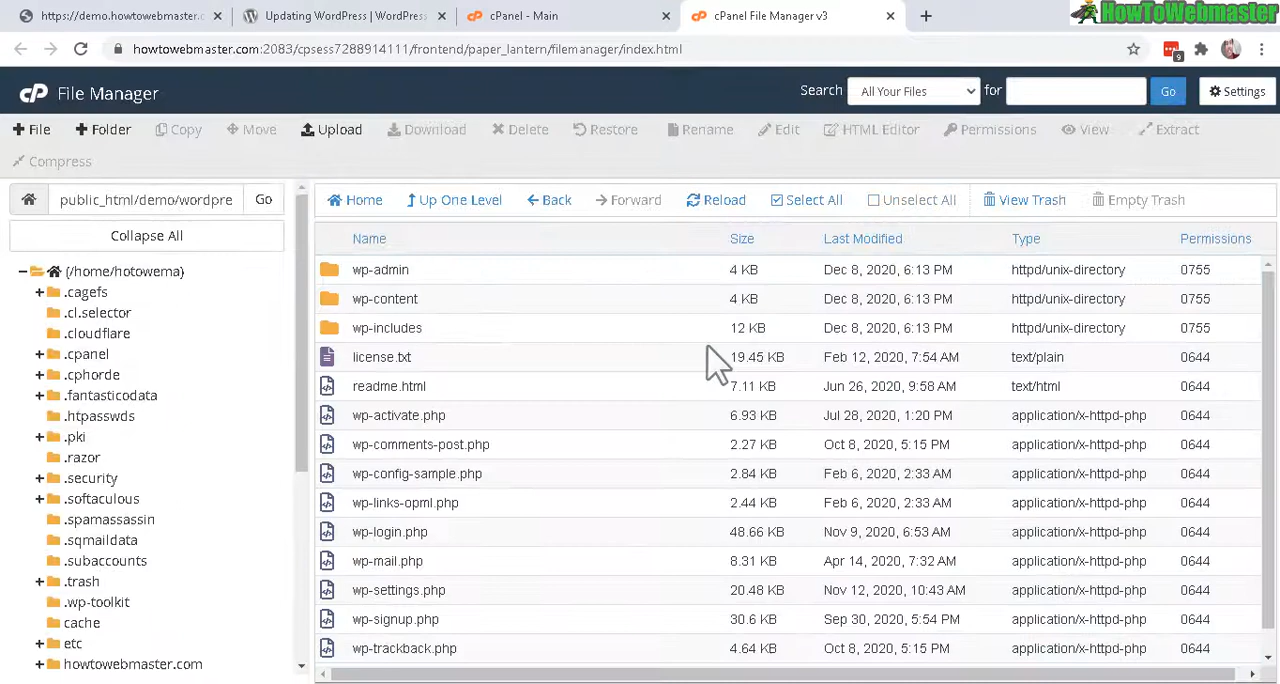 https://demo.howtowebmaster.c
Updating WordPress
cPanel File Manager v3
HowToWebmaster
howtowebmaster.com:2083/cpsess7288914111/frontend/paper_lantern/filemanager/index.html
9
cP File Manager
Search All Your Files for Go Settings
File Folder Copy Move Upload Download Delete Restore Rename Edit HTML Editor Permissions View Extract
Compress
public_html/demo/wordpre Go
Home Up One Level Back Forward Reload Select All Unselect All View Trash Empty Trash
Collapse All
Name Size Last Modified Type Permissions
(/home/hotowema)
.cagefs
.cl.selector
.cloudflare
.cpanel
.cphorde
.fantasticodata
.htpasswds
.pki
.razor
.security
.softaculous
.spamassassin
.sqmaildata
.subaccounts
.trash
.wp-toolkit
cache
etc
howtowebmaster.com
wp-admin KB Dec 8, 2020, 6:13 PM httpd/unix-directory 0755
wp-content 4 KB Dec 8, 2020, 6:13 PM httpd/unix-directory 0755
wp-includes 12 KB Dec 8, 2020, 6:13 PM httpd/unix-directory 0755
license.txt 19.45 KB Feb 12, 2020, 7:54 AM text/plain 0644
readme.html 7.11 KB Jun 26, 2020, 9:58 AM text/html 0644
wp-activate.php 6.93 KB Jul 28, 2020, 1:20 PM application/x-httpd-php 0644
wp-comments-post.php 2.27 KB Oct 8, 2020, 5:15 PM application/x-httpd-php 0644
wp-config-sample.php 2.84 KB Feb 6, 2020, 2:33 AM application/x-httpd-php 0644
wp-links-opml.php 2.44 KB Feb 6, 2020, 2:33 AM application/x-httpd-php 0644
wp-login.php KB Nov 9, 2020, 6:53 AM application/x-httpd-php 0644
wp-mail.php KB Apr 14, 2020, 7:32 AM application/x-httpd-php 0644
wp-settings.php KB Nov 2020, 10:43 AM application/x-httpd-php 0644
wp-signup.php KB Sep 30, 2020, 5:54 PM application/x-httpd-php 0644
wp-trackback.php 4.64 KB Oct 8, 2020, 5:15 PM application/x-httpd-php 0644